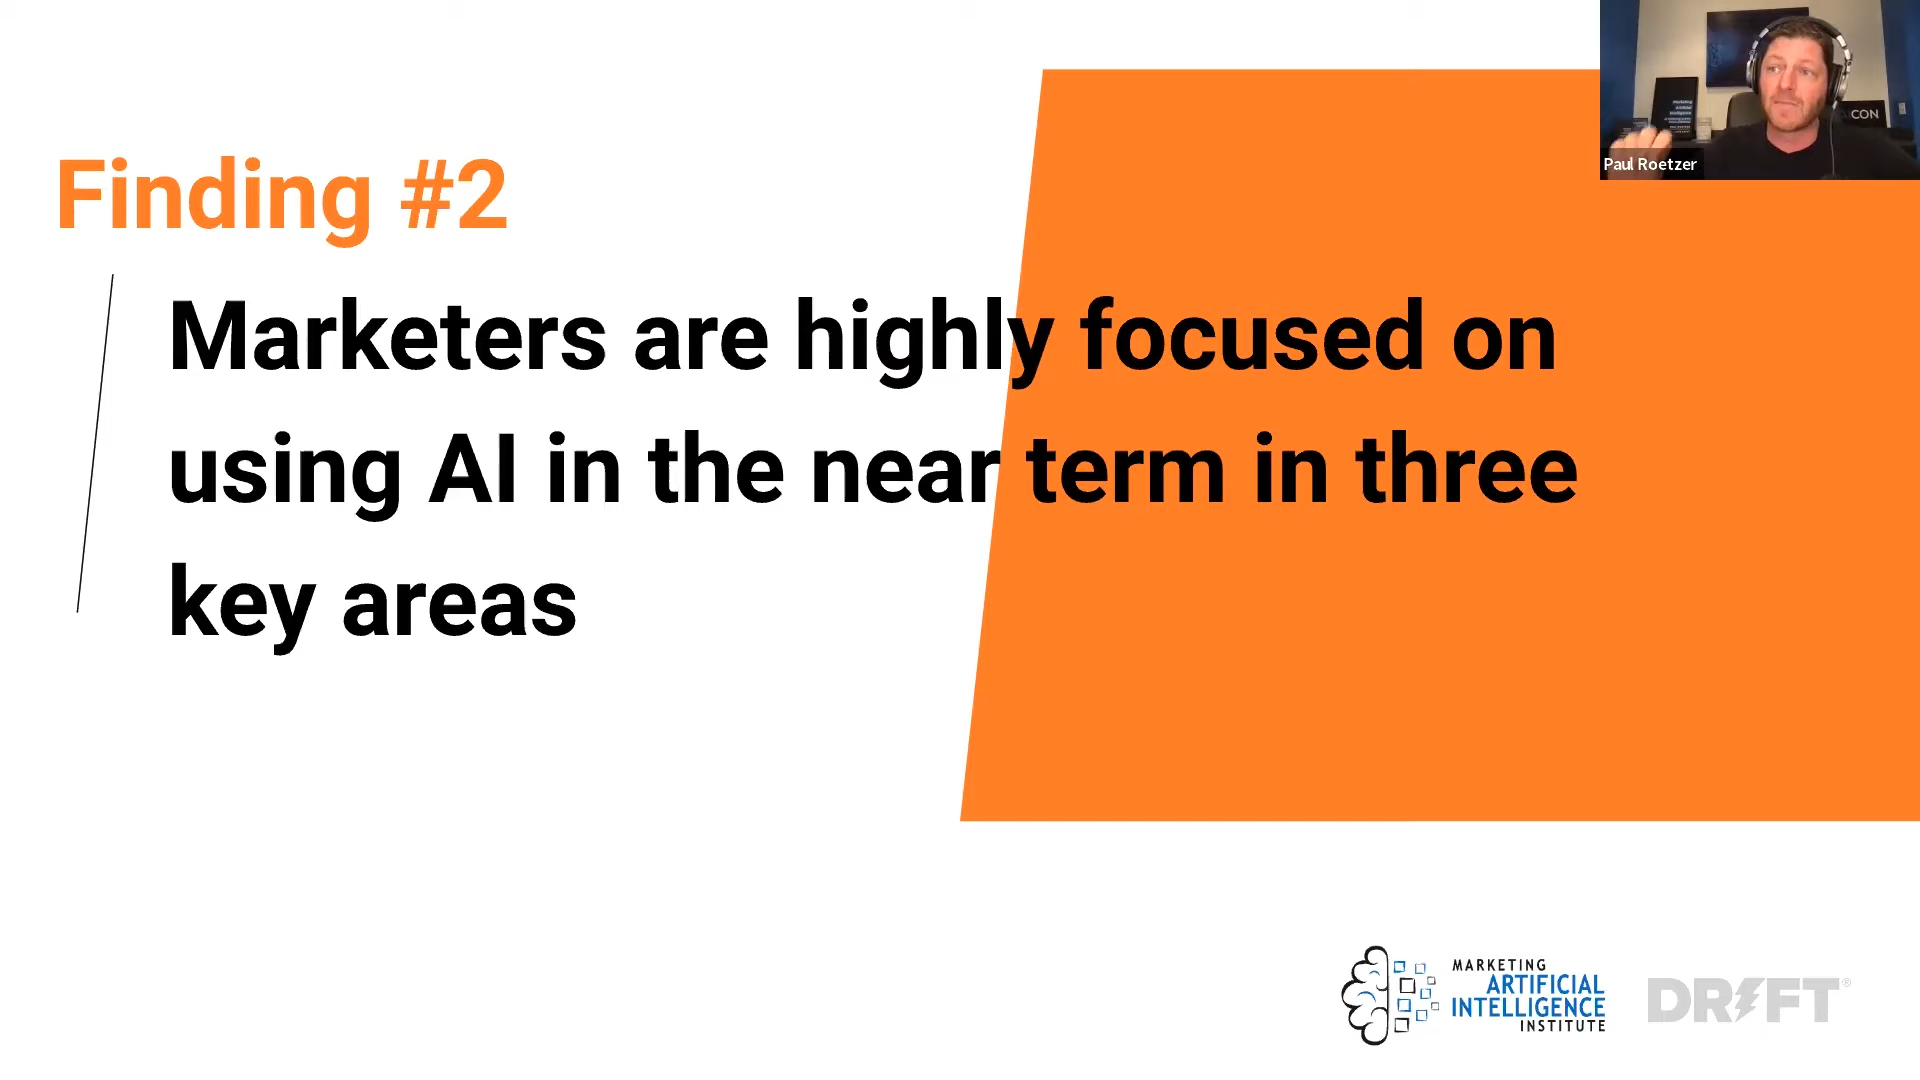 Finding #2
Marketers are highly focused on
using AI in the near term in three
key areas
CON
Paul Roetzer
MARKETING
ARTIFICIAL
INTELLIGENCE
INSTITUTE
DRIFT®